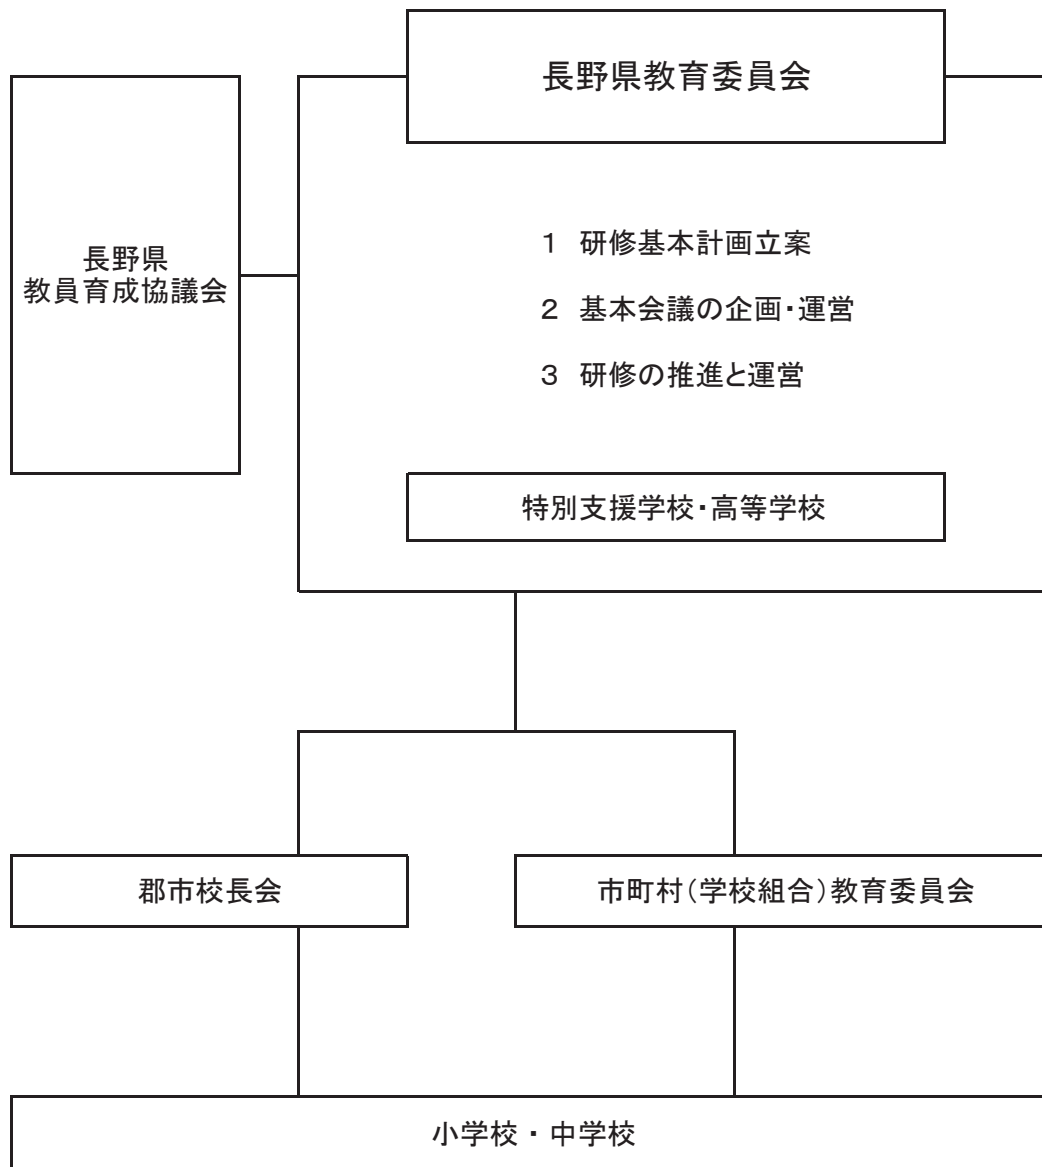 長野県教育委員会
長野県
教員育成協議会
1 研修基本計画立案
2 基本会議の企画・運営
3 研修の推進と運営
特別支援学校・高等学校
郡市校長会
市町村(学校組合)教育委員会
小学校・中学校